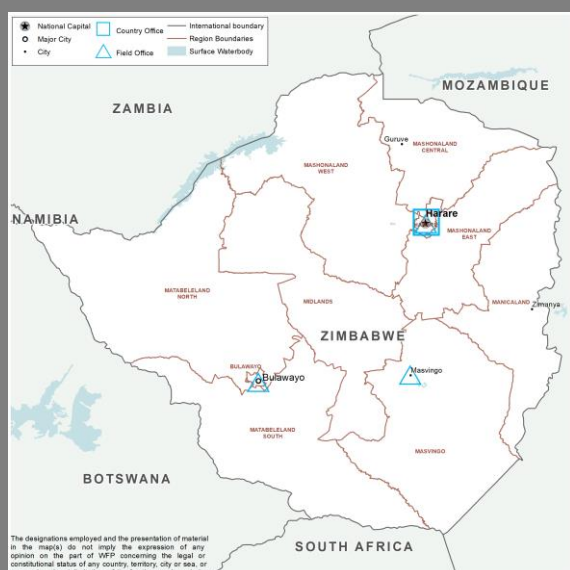 National Capital
Major City
City
Country Office
Field Office
International boundary
Region Boundaries
Surface Waterbody
MOZAMBIQUE
ZAMBIA
Guruve
MASHONALAND
CENTRAL
MASHONALAND
WEST
NAMIBIA
Harare
MASHONALAND
EAST
MATABELELAND
NORTH
MIDLANDS
MANICALAND
Zimunya
ZIMBABWE
BULAWAYO
Bulawayo
Masvingo
MATABELELAND
SOUTH
MASVINGO
BOTSWANA
SOUTH AFRICA
The designations employed and the presentation of material
in the map(s) do not imply the expression of any
opinion on the part of WFP concerning the legal or
constitutional status of any country, territory, city or sea, or